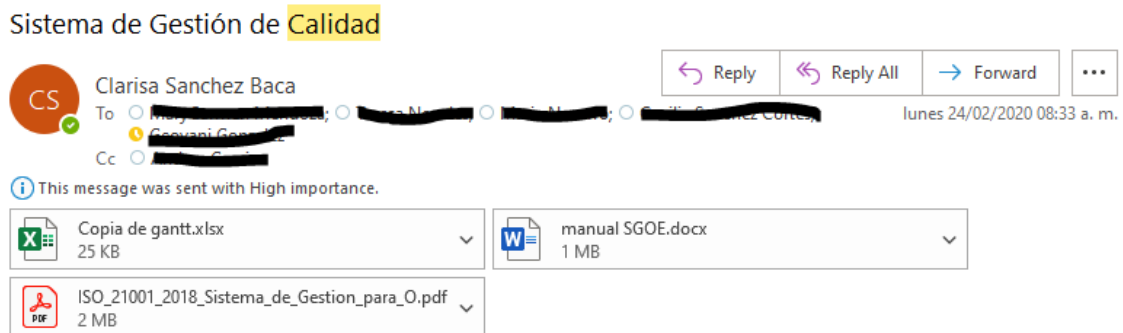 Sistema de Gestión de Calidad
Reply
Reply All
Forward
CS
Clarisa Sanchez Baca
To
lunes 24/02/2020 08:33 a. m.
Cc
This message was sent with High importance.
Copia de gantt.xlsx
25 KB
manual SGOE.docx
1 MB
ISO_21001_2018_Sistema_de_Gestion_para_O.pdf
2 MB
PDF